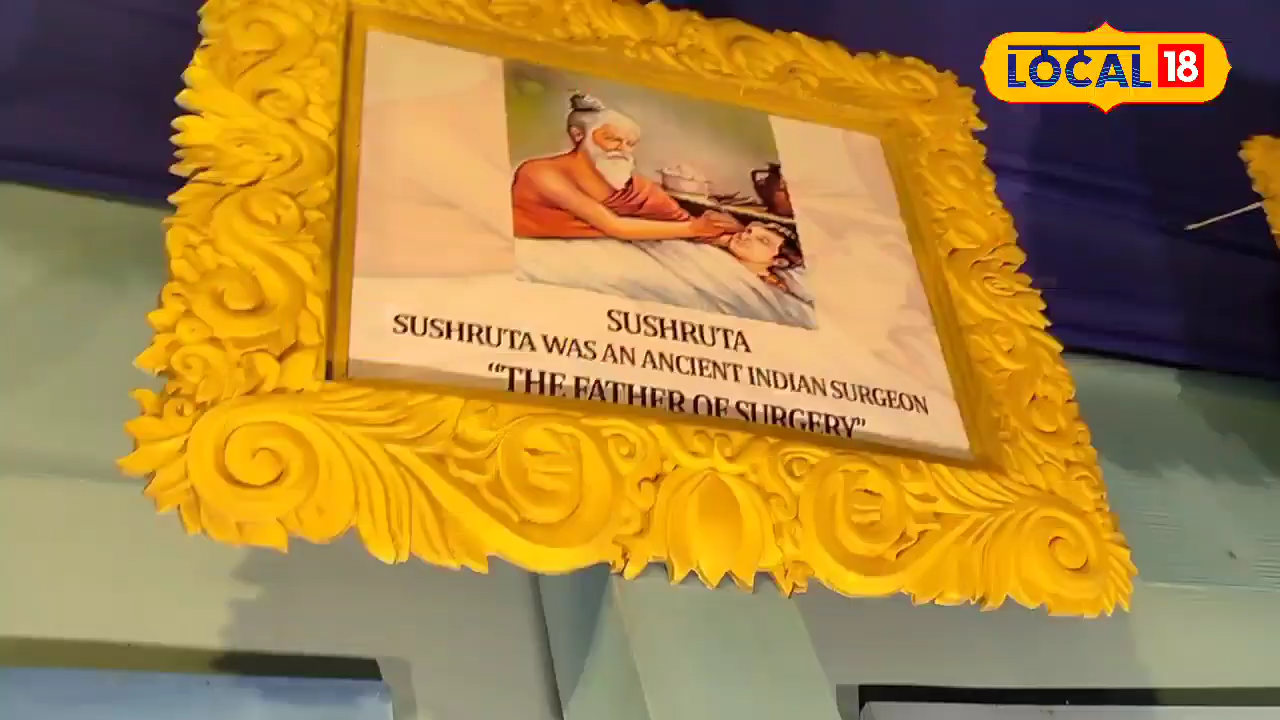 LOCAL 18
SUSHRUTA
SUSHRUTA WAS AN ANCIENT INDIAN SURGEON
“THE FATHER OF SURGERY”